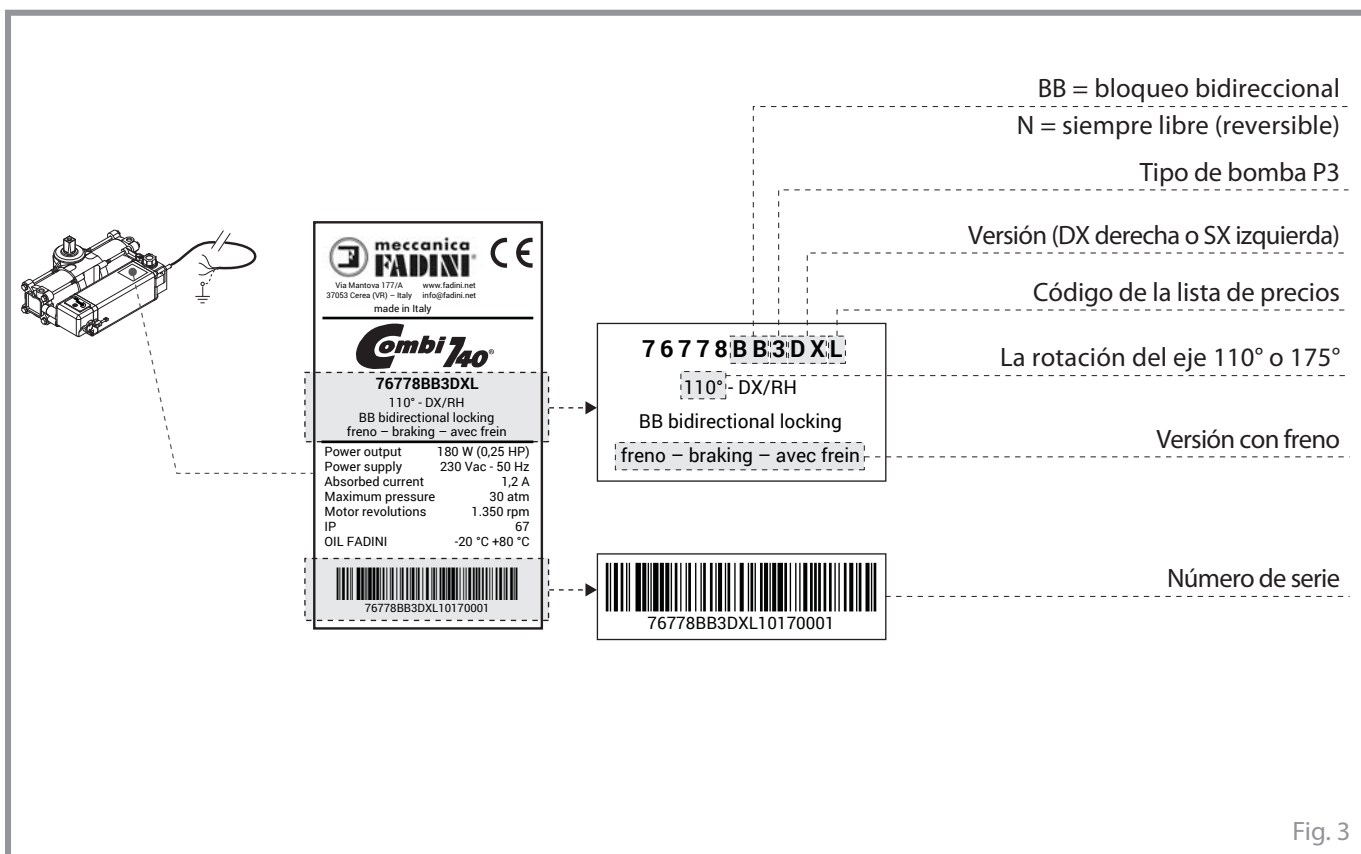 BB = bloqueo bidireccional
N = siempre libre (reversible)
Tipo de bomba P3
Versión (DX derecha o SX izquierda)
Código de la lista de precios
La rotación del eje 110° o 175°
Versión con freno
Número de serie
meccanica
FADINI®
CE
Via Mantova 177/A www.fadini.net
37053 Cerea (VR) – Italy info@fadini.net
made in Italy
Combi 740®
76778BB3DXL
110° - DX/RH
BB bidirectional locking
freno – braking – avec frein
Power output 180 W (0,25 HP)
Power supply 230 Vac - 50 Hz
Absorbed current 1,2 A
Maximum pressure 30 atm
Motor revolutions 1.350 rpm
IP 67
OIL FADINI -20 °C +80 °C
76778BB3DXL10170001
76778BB3DXL
110° - DX/RH
BB bidirectional locking
freno – braking – avec frein
76778BB3DXL10170001
Fig. 3